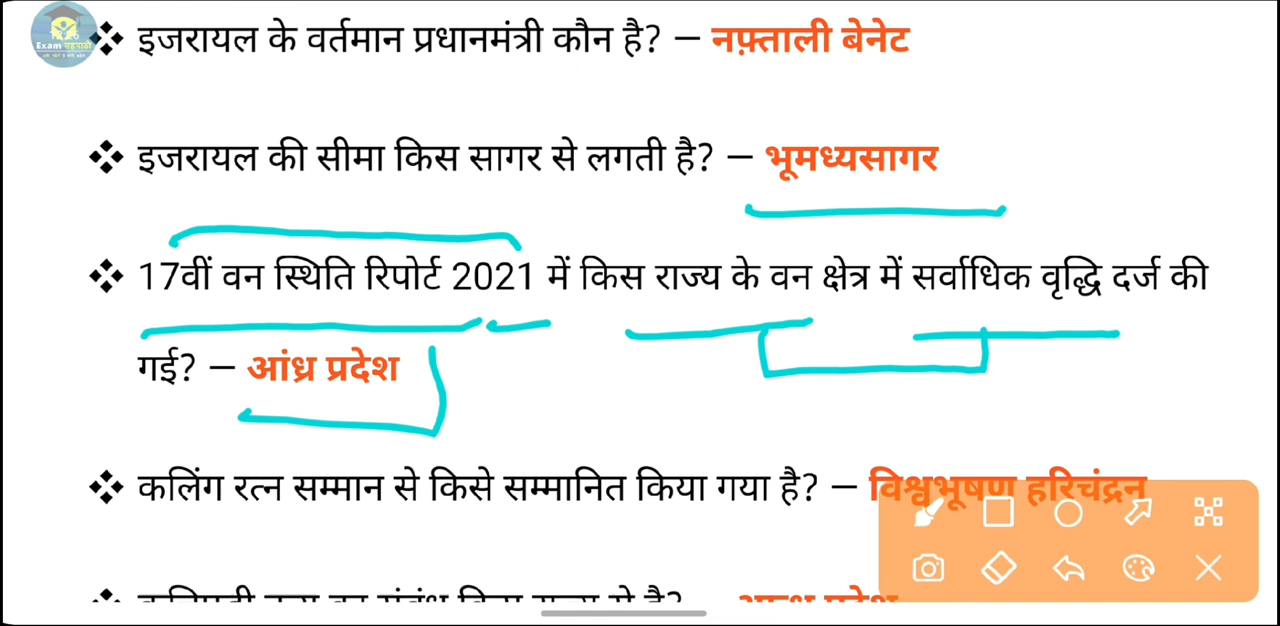 Exam
❖ इजरायल के वर्तमान प्रधानमंत्री कौन है? – नफ़्ताली बेनेट
❖ इजरायल की सीमा किस सागर से लगती है? – भूमध्यसागर
❖ 17वीं वन स्थिति रिपोर्ट 2021 में किस राज्य के वन क्षेत्र में सर्वाधिक वृद्धि दर्ज की
गई? – आंध्र प्रदेश
❖ कलिंग रत्न सम्मान से किसे सम्मानित किया गया है? – विश्वभूषण हरिचंद्रन